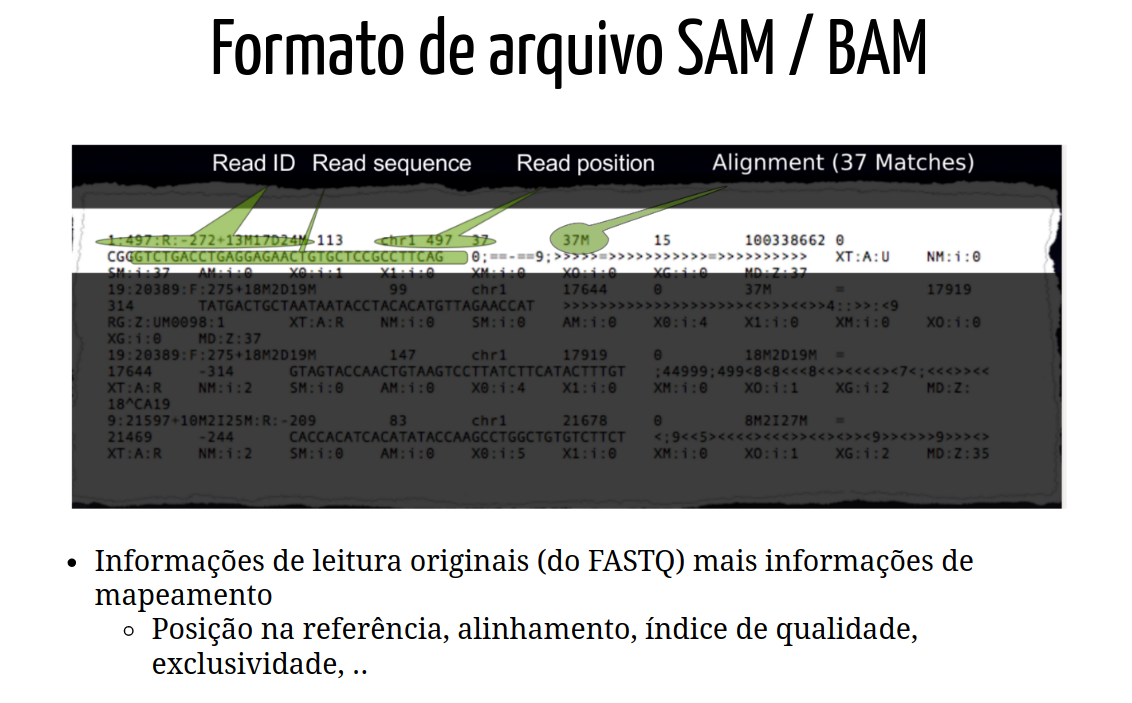 Formato de arquivo SAM / BAM
Read ID Read sequence Read position Alignment (37 Matches)
1:497:R:-272+13M17D24M 113 chr1 497 37 37M 15 100338662 0
CGGGTCTGACCTGAGGAGAACTGTGCTCCGCCTTCAG 0;==-==9;>>>>>=>>>>>>>>>>>=>>>>>>>>>> XT:A:U NM:i:0
SM:i:37 AM:i:0 X0:i:1 X1:i:0 XM:i:0 XO:i:0 XG:i:0 MD:Z:37
19:20389:F:275+18M2D19M 99 chr1 17644 0 37M = 17919
314 TATGACTGCTAATAATACCTACACATGTTAGAACCAT >>>>>>>>>>>>>>>>>>>><<>>><<>>4::>>:<9
RG:Z:UM0098:1 XT:A:R NM:i:0 SM:i:0 AM:i:0 X0:i:4 X1:i:0 XM:i:0 XO:i:0
XG:i:0 MD:Z:37
19:20389:F:275+18M2D19M 147 chr1 17919 0 18M2D19M =
17644 -314 GTAGTACCAACTGTAAGTCCTTATCTTCATACTTTGT ;44999;499<8<8<<<8<<><<<<><7<;<<<>><<
XT:A:R NM:i:2 SM:i:0 AM:i:0 X0:i:4 X1:i:0 XM:i:0 XO:i:1 XG:i:2 MD:Z:
18^CA19
9:21597+10M2I25M:R:-209 83 chr1 21678 0 8M2I27M =
21469 -244 CACCACATCACATATACCAAGCCTGGCTGTGTCTTCT <;9<<5><<<<><<<>><<><>><9>><>>>9>>><>
XT:A:R NM:i:2 SM:i:0 AM:i:0 X0:i:5 X1:i:0 XM:i:0 XO:i:1 XG:i:2 MD:Z:35
• Informações de leitura originais (do FASTQ) mais informações de
mapeamento
○ Posição na referência, alinhamento, índice de qualidade,
exclusividade, ..